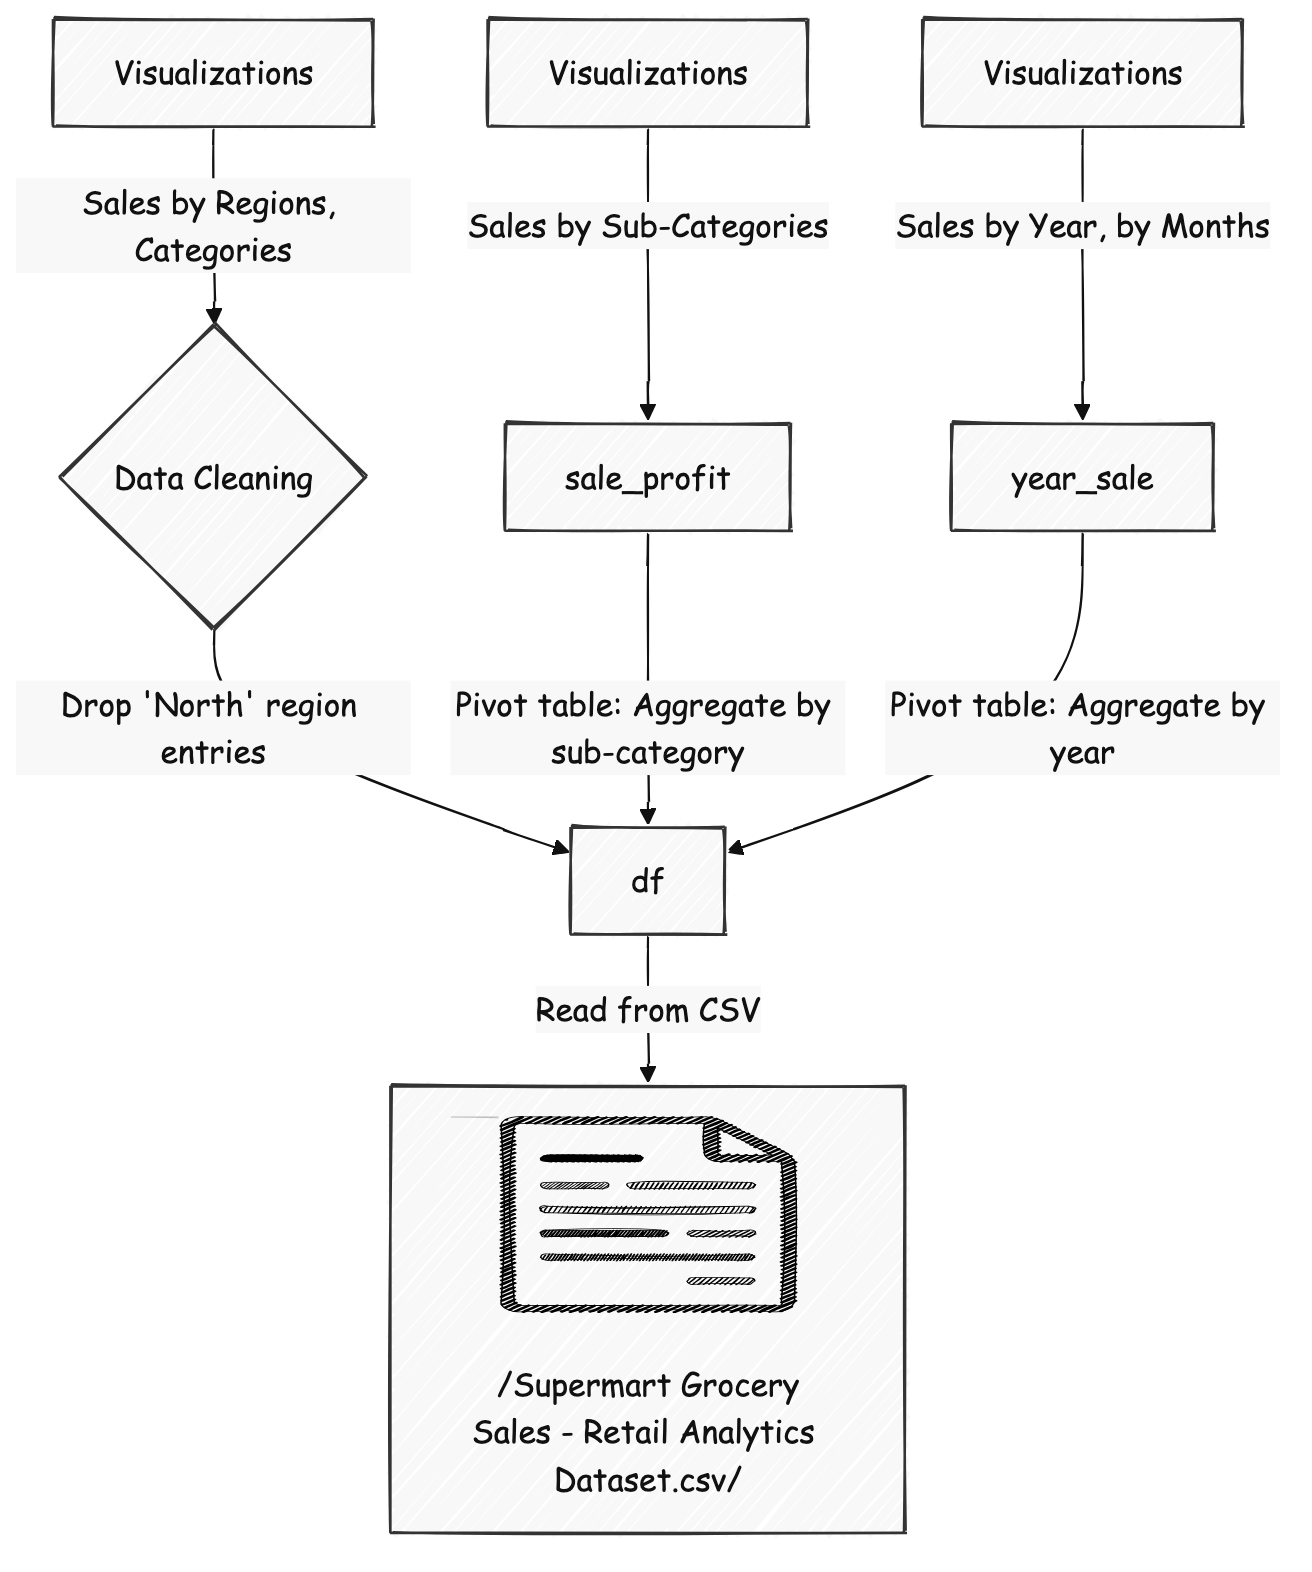 Visualizations
Visualizations
Visualizations
Sales by Regions,
Categories
Sales by Sub-Categories
Sales by Year, by Months
Data Cleaning
sale_profit
year_sale
Drop 'North' region
entries
Pivot table: Aggregate by
sub-category
Pivot table: Aggregate by
year
df
Read from CSV
/Supermart Grocery
Sales - Retail Analytics
Dataset.csv/